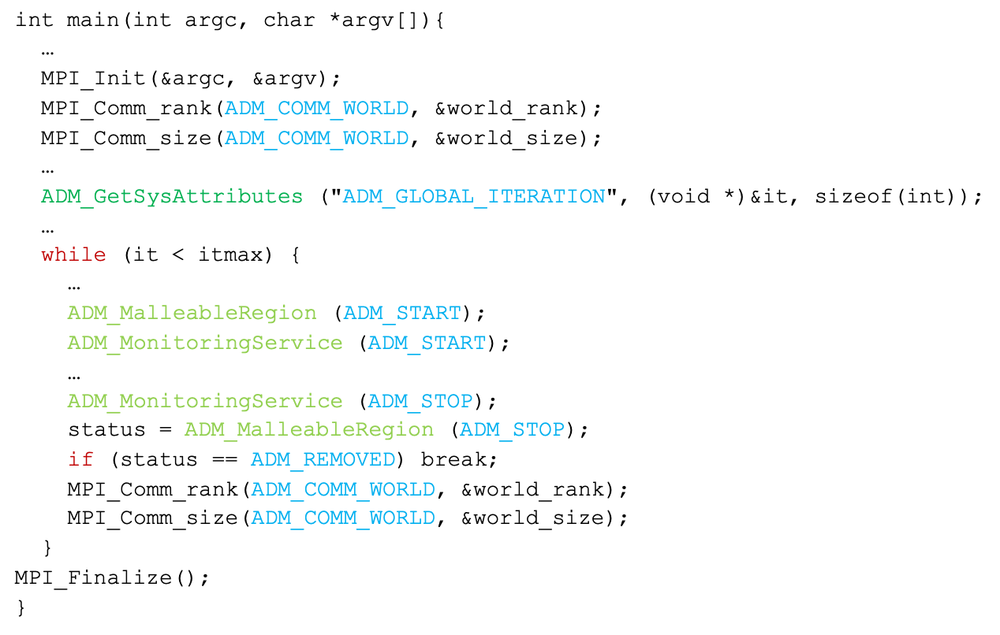 int main(int argc, char *argv[]){
…
MPI_Init(&argc, &argv);
MPI_Comm_rank(ADM_COMM_WORLD, &world_rank);
MPI_Comm_size(ADM_COMM_WORLD, &world_size);
…
ADM_GetSysAttributes ("ADM_GLOBAL_ITERATION", (void *)&it, sizeof(int));
…
while (it < itmax) {
…
ADM_MalleableRegion (ADM_START);
ADM_MonitoringService (ADM_START);
…
ADM_MonitoringService (ADM_STOP);
status = ADM_MalleableRegion (ADM_STOP);
if (status == ADM_REMOVED) break;
MPI_Comm_rank(ADM_COMM_WORLD, &world_rank);
MPI_Comm_size(ADM_COMM_WORLD, &world_size);
}
MPI_Finalize();
}